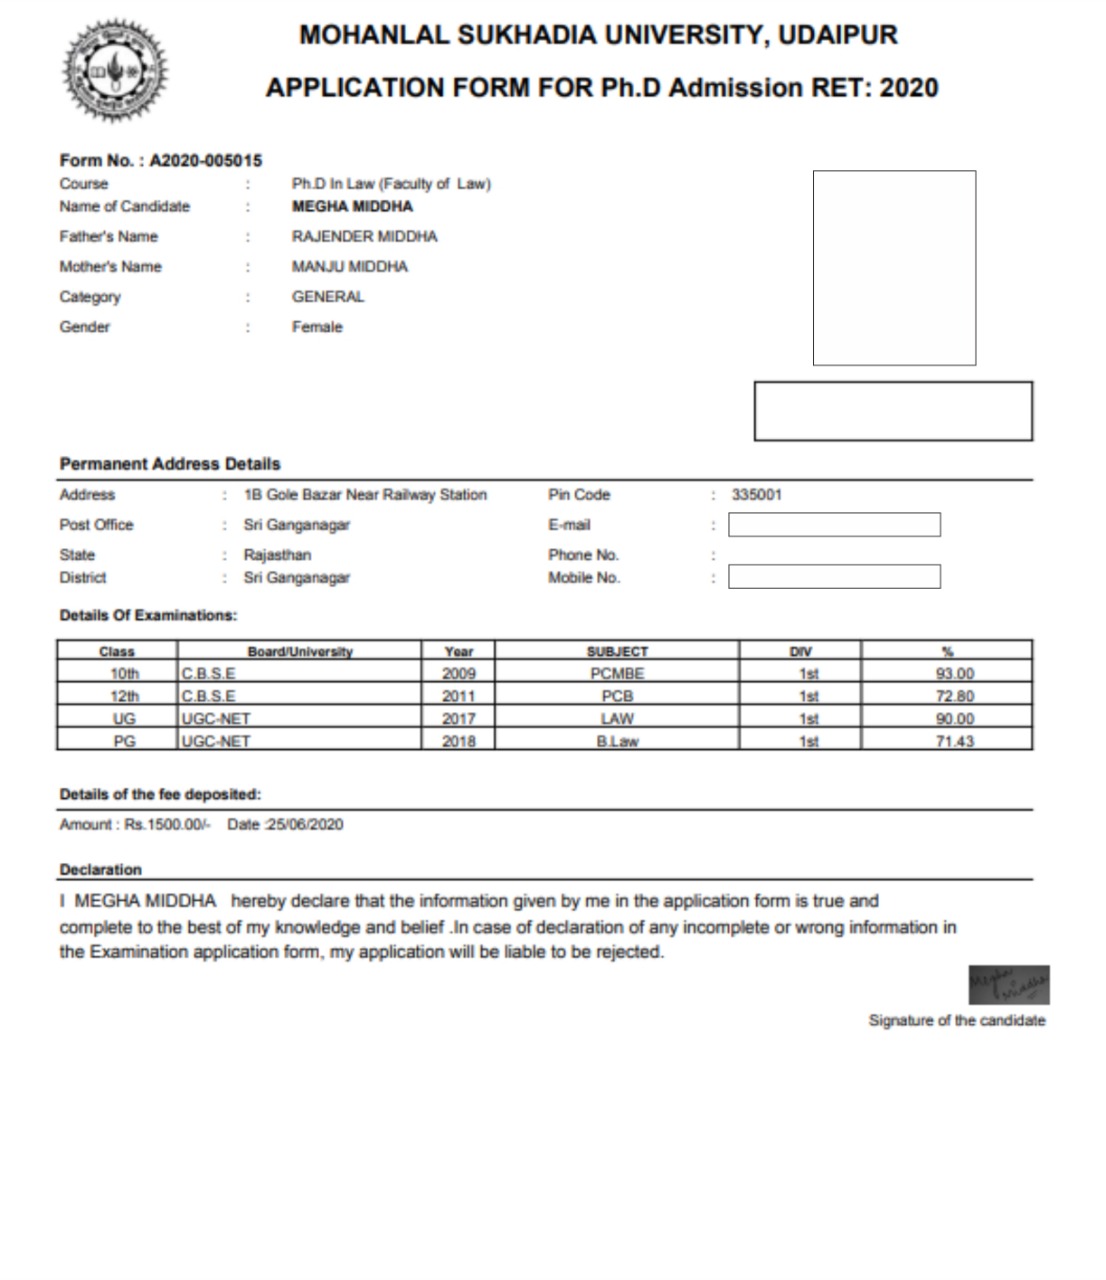 MOHANLAL SUKHADIA UNIVERSITY, UDAIPUR
APPLICATION FORM FOR Ph.D Admission RET: 2020
Form No. : A2020-005015
Course : Ph.D In Law (Faculty of Law)
Name of Candidate : MEGHA MIDDHA
Father's Name : RAJENDER MIDDHA
Mother's Name : MANJU MIDDHA
Category : GENERAL
Gender : Female
Permanent Address Details
Address : 1B Gole Bazar Near Railway Station Pin Code : 335001
Post Office : Sri Ganganagar E-mail :
State : Rajasthan Phone No. :
District : Sri Ganganagar Mobile No. :
Details Of Examinations:
Class Board/University Year SUBJECT DIV %
10th C.B.S.E 2009 PCMBE 1st 93.00
12th C.B.S.E 2011 PCB 1st 72.80
UG UGC-NET 2017 LAW 1st 90.00
PG UGC-NET 2018 B.Law 1st 71.43
Details of the fee deposited:
Amount : Rs.1500.00/- Date :25/06/2020
Declaration
I MEGHA MIDDHA hereby declare that the information given by me in the application form is true and
complete to the best of my knowledge and belief .In case of declaration of any incomplete or wrong information in
the Examination application form, my application will be liable to be rejected.
Megha
Middha
Signature of the candidate